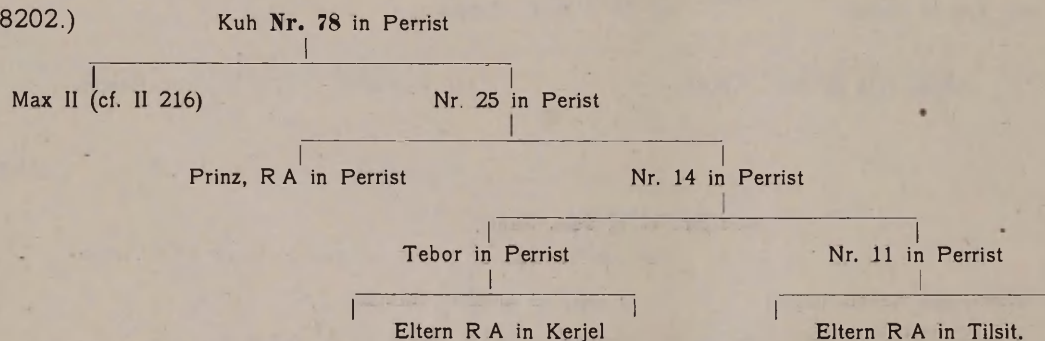 8202.) Kuh Nr. 78 in Perrist
Max II (cf. II 216) Nr. 25 in Perist
Prinz, R A in Perrist Nr. 14 in Perrist
Tebor in Perrist Nr. 11 in Perrist
Eltern R A in Kerjel Eltern R A in Tilsit.